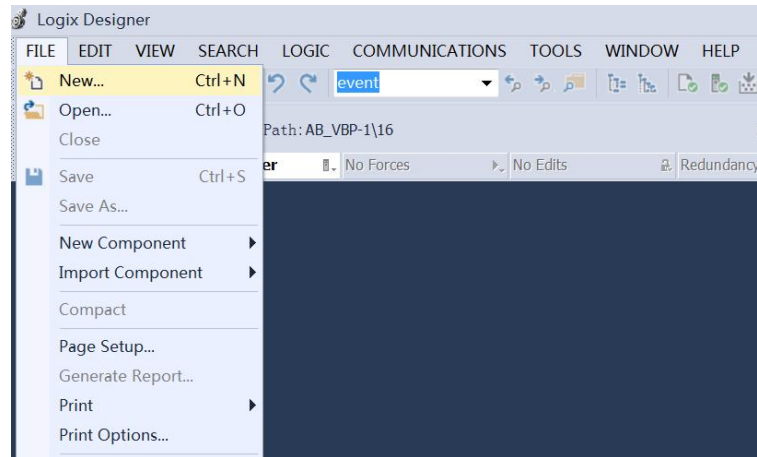 Logix Designer
FILE EDIT VIEW SEARCH LOGIC COMMUNICATIONS TOOLS WINDOW HELP
New... Ctrl+N
event
Open... Ctrl+O
Path: AB_VBP-1\16
Close
er No Forces No Edits Redundancy
Save Ctrl+S
Save As...
New Component
Import Component
Compact
Page Setup...
Generate Report...
Print
Print Options...